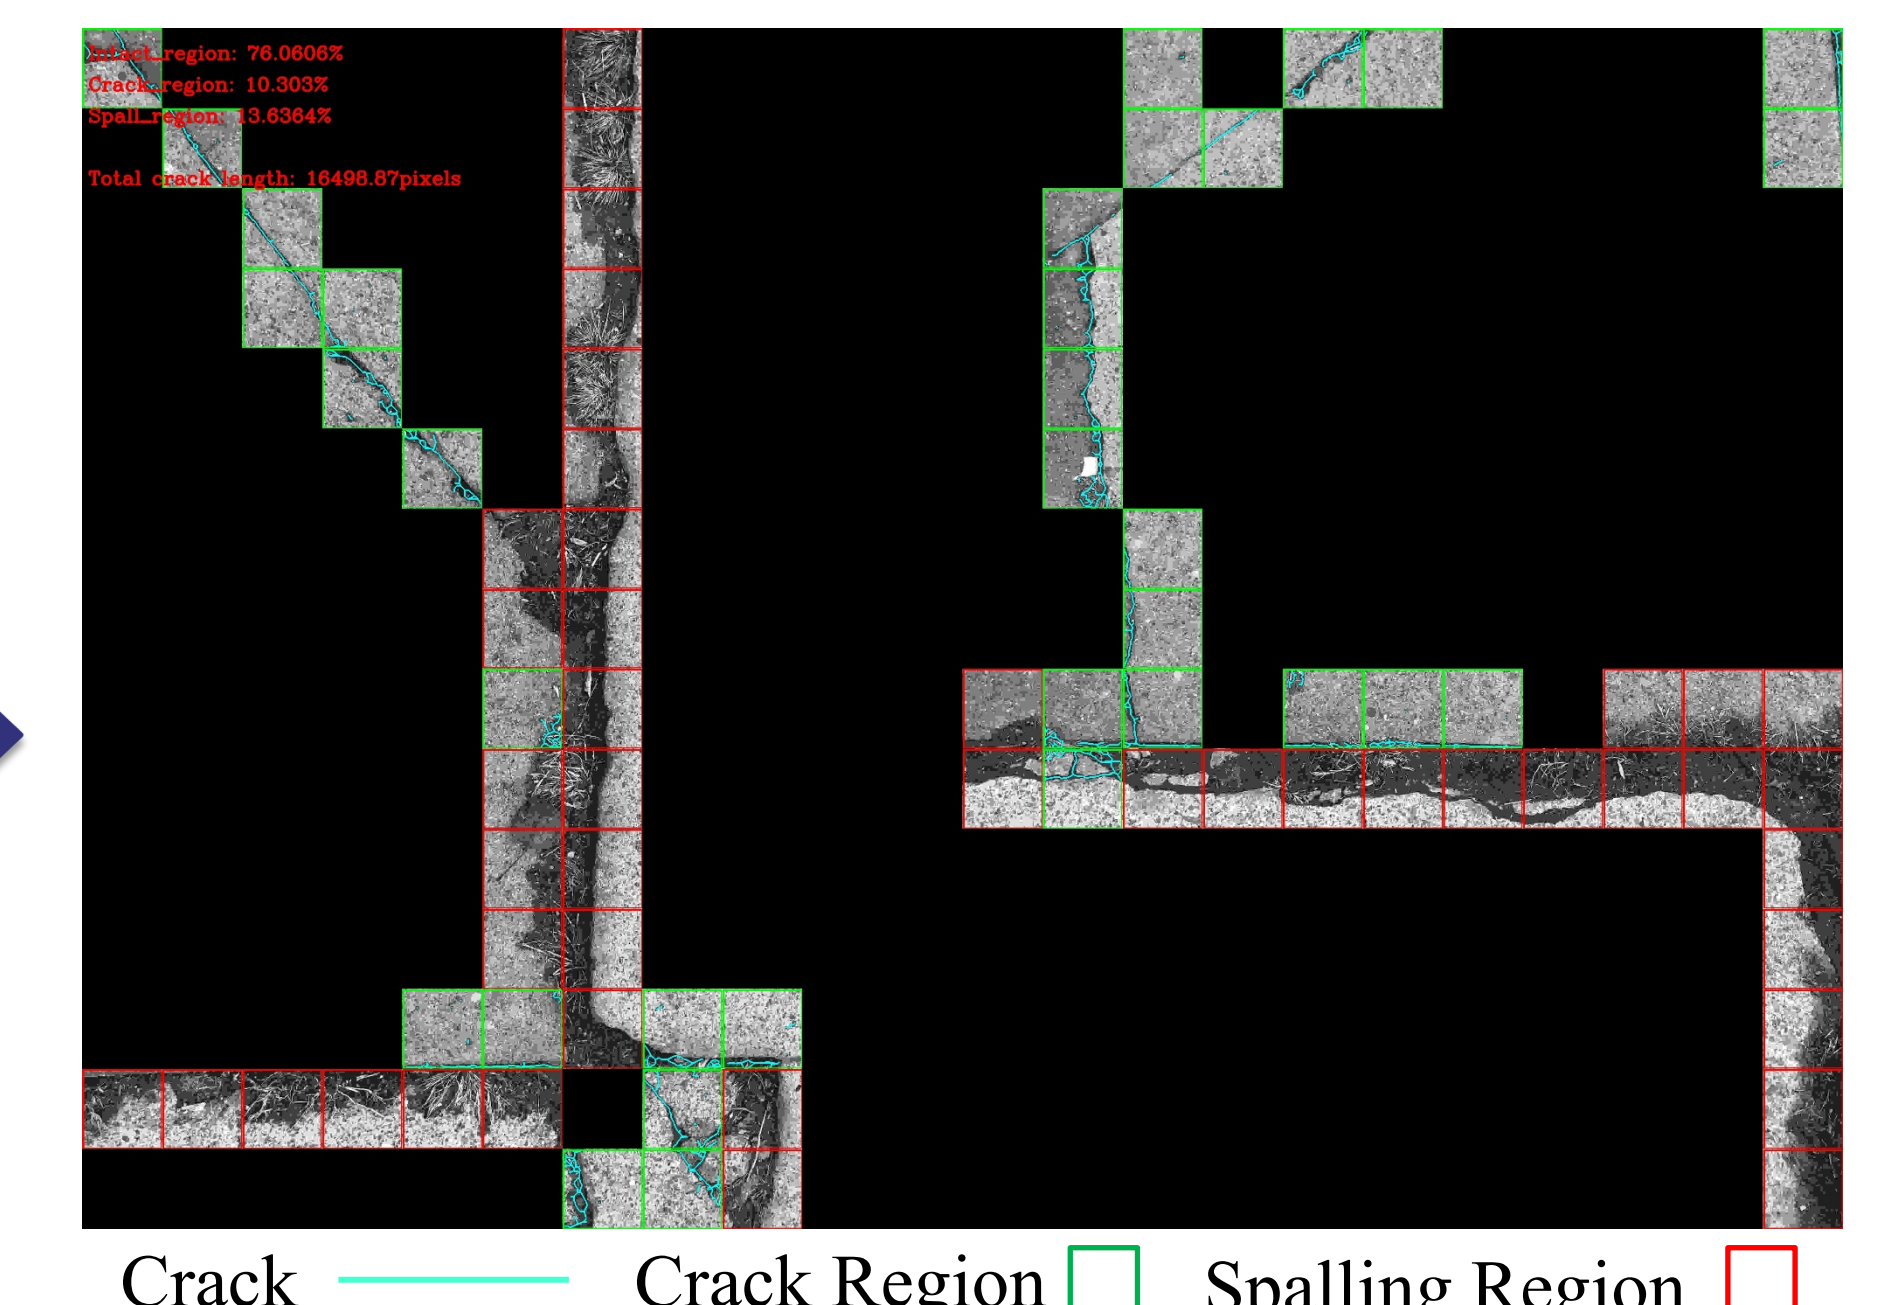 Intact_region: 76.0606%
Crack_region: 10.303%
Spall_region: 13.6364%
Total crack length: 16498.87pixels
Crack Crack Region Spalling Region